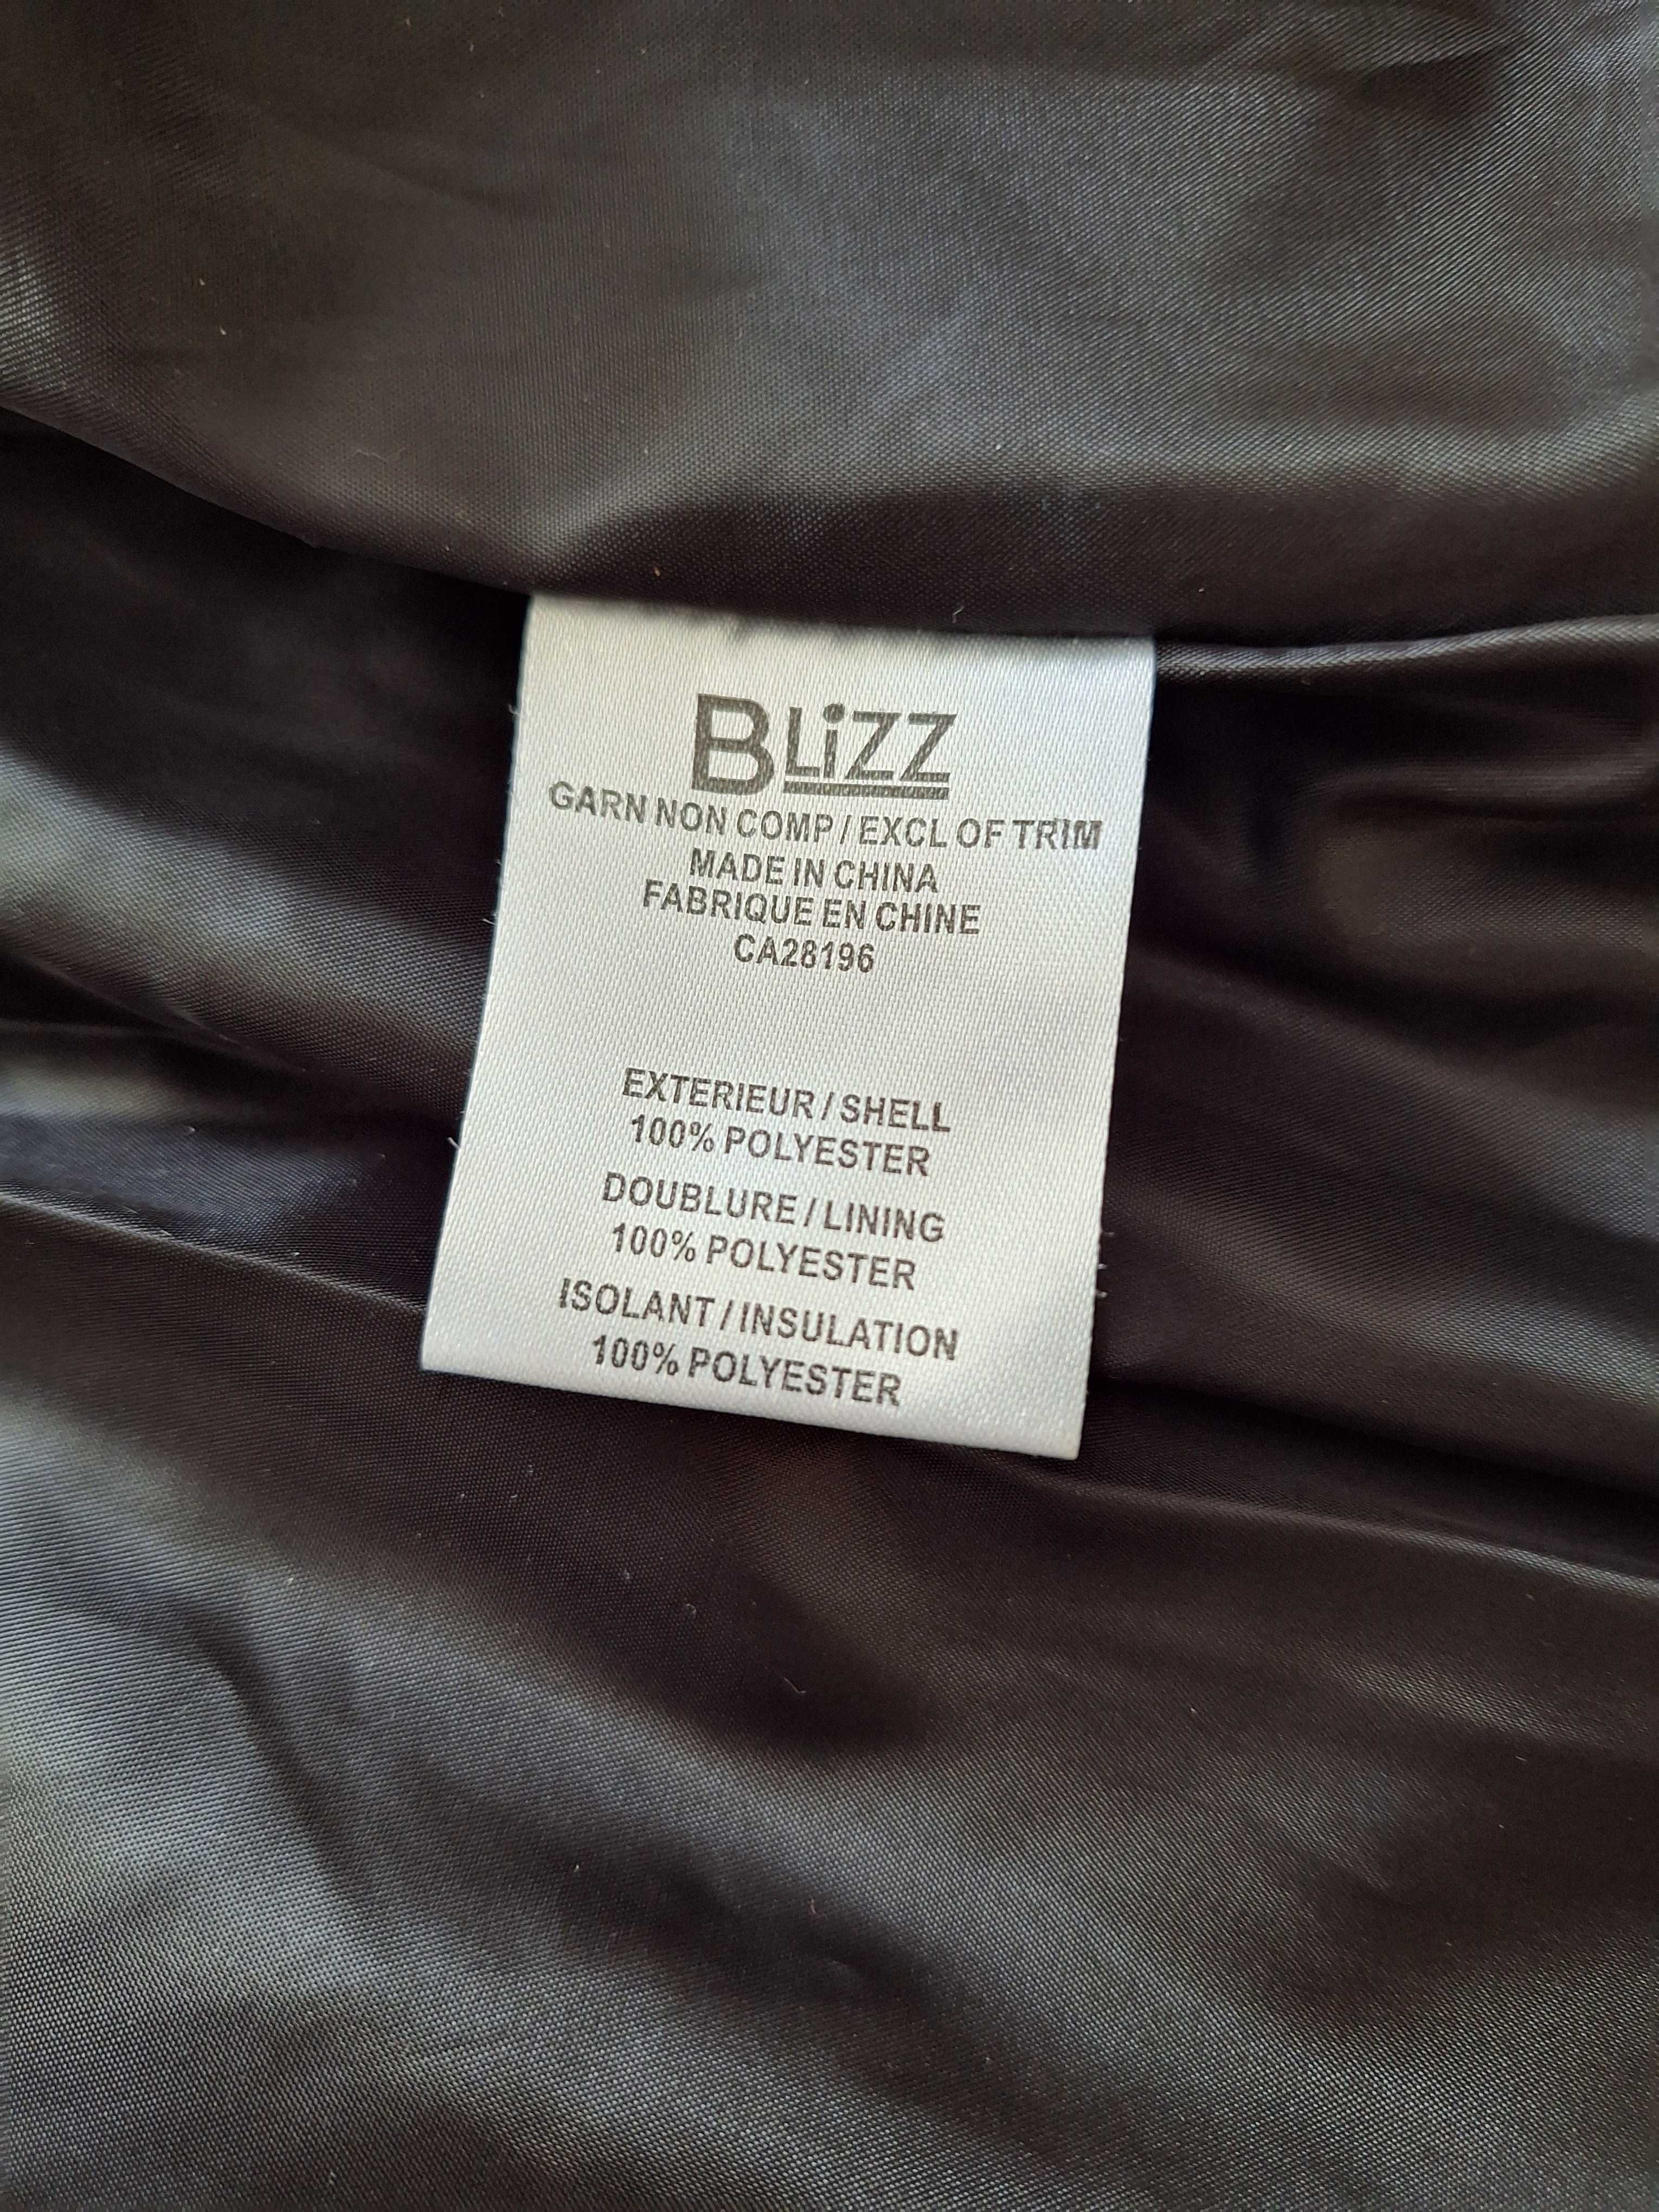 BLiZZ
GARN NON COMP / EXCL OF TRIM
MADE IN CHINA
FABRIQUE EN CHINE
CA28196
EXTERIEUR / SHELL
100% POLYESTER
DOUBLURE / LINING
100% POLYESTER
ISOLANT / INSULATION
100% POLYESTER